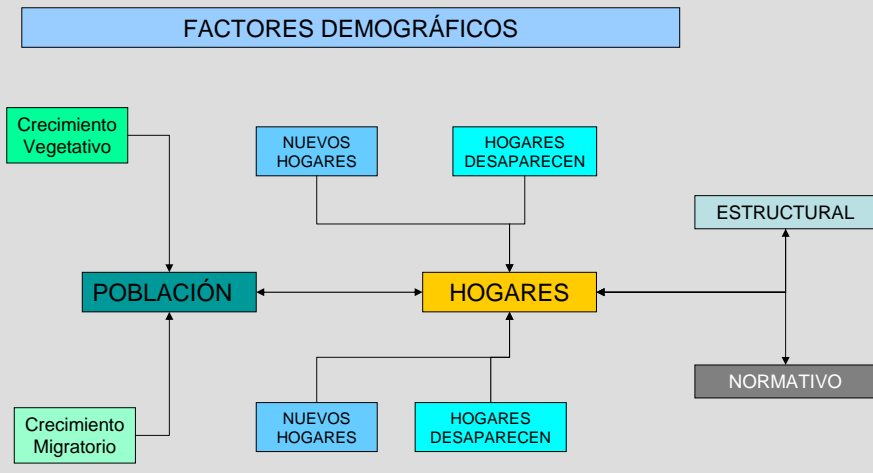 FACTORES DEMOGRÁFICOS
Crecimiento
Vegetativo
NUEVOS
HOGARES
HOGARES
DESAPARECEN
ESTRUCTURAL
POBLACIÓN
HOGARES
NORMATIVO
Crecimiento
Migratorio
NUEVOS
HOGARES
HOGARES
DESAPARECEN